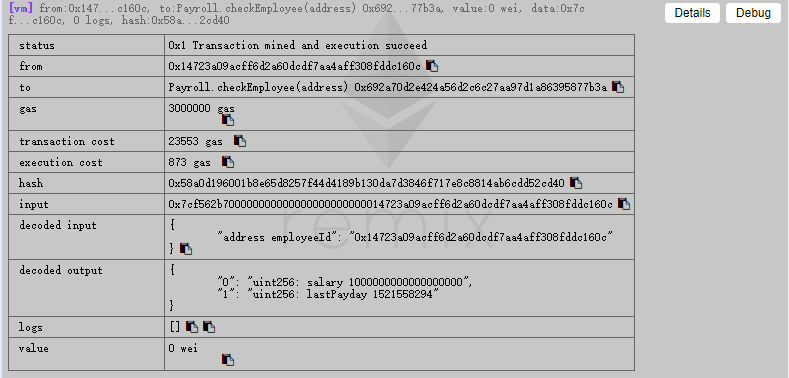 [vm] from:0x147...c160c, to:Payroll.checkEmployee(address) 0x692...77b3a, value:0 wei, data:0x7c
f...c160c, 0 logs, hash:0x58a...2cd40
Details
Debug
status 0x1 Transaction mined and execution succeed
from 0x14723a09acff6d2a60dcdf7aa4aff308fddc160c
to Payroll.checkEmployee(address) 0x692a70d2e424a56d2c6c27aa97d1a86395877b3a
gas 3000000 gas
transaction cost 23553 gas
execution cost 873 gas
hash 0x58a0d196001b8e65d8257f44d4189b130da7d3846f717e8c8814ab6cdd52cd40
input 0x7cf562b700000000000000000000000014723a09acff6d2a60dcdf7aa4aff308fddc160c
decoded input {
"address employeeId": "0x14723a09acff6d2a60dcdf7aa4aff308fddc160c"
}
decoded output {
"0": "uint256: salary 1000000000000000000",
"1": "uint256: lastPayday 1521558294"
}
logs []
value 0 wei
remix